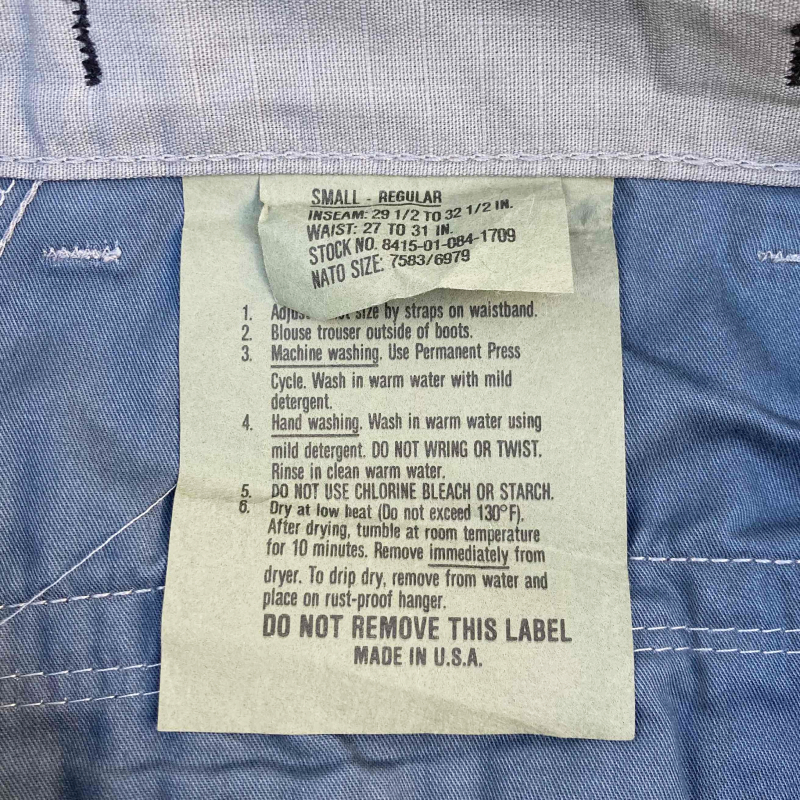 SMALL - REGULAR
INSEAM: 29 1/2 TO 32 1/2 IN.
WAIST: 27 TO 31 IN.
STOCK NO. 8415-01-084-1709
NATO SIZE: 7583/6979
1. size by straps on waistband.
2. Blouse trouser outside of boots.
3. Machine washing. Use Permanent Press
Cycle. Wash in warm water with mild
detergent.
4. Hand washing. Wash in warm water using
mild detergent. DO NOT WRING OR TWIST.
Rinse in clean warm water.
5. DO NOT USE CHLORINE BLEACH OR STARCH.
6. Dry at low heat (Do not exceed 130°F).
After drying, tumble at room temperature
for 10 minutes. Remove immediately from
dryer. To drip dry, remove from water and
place on rust-proof hanger.
DO NOT REMOVE THIS LABEL
MADE IN U.S.A.